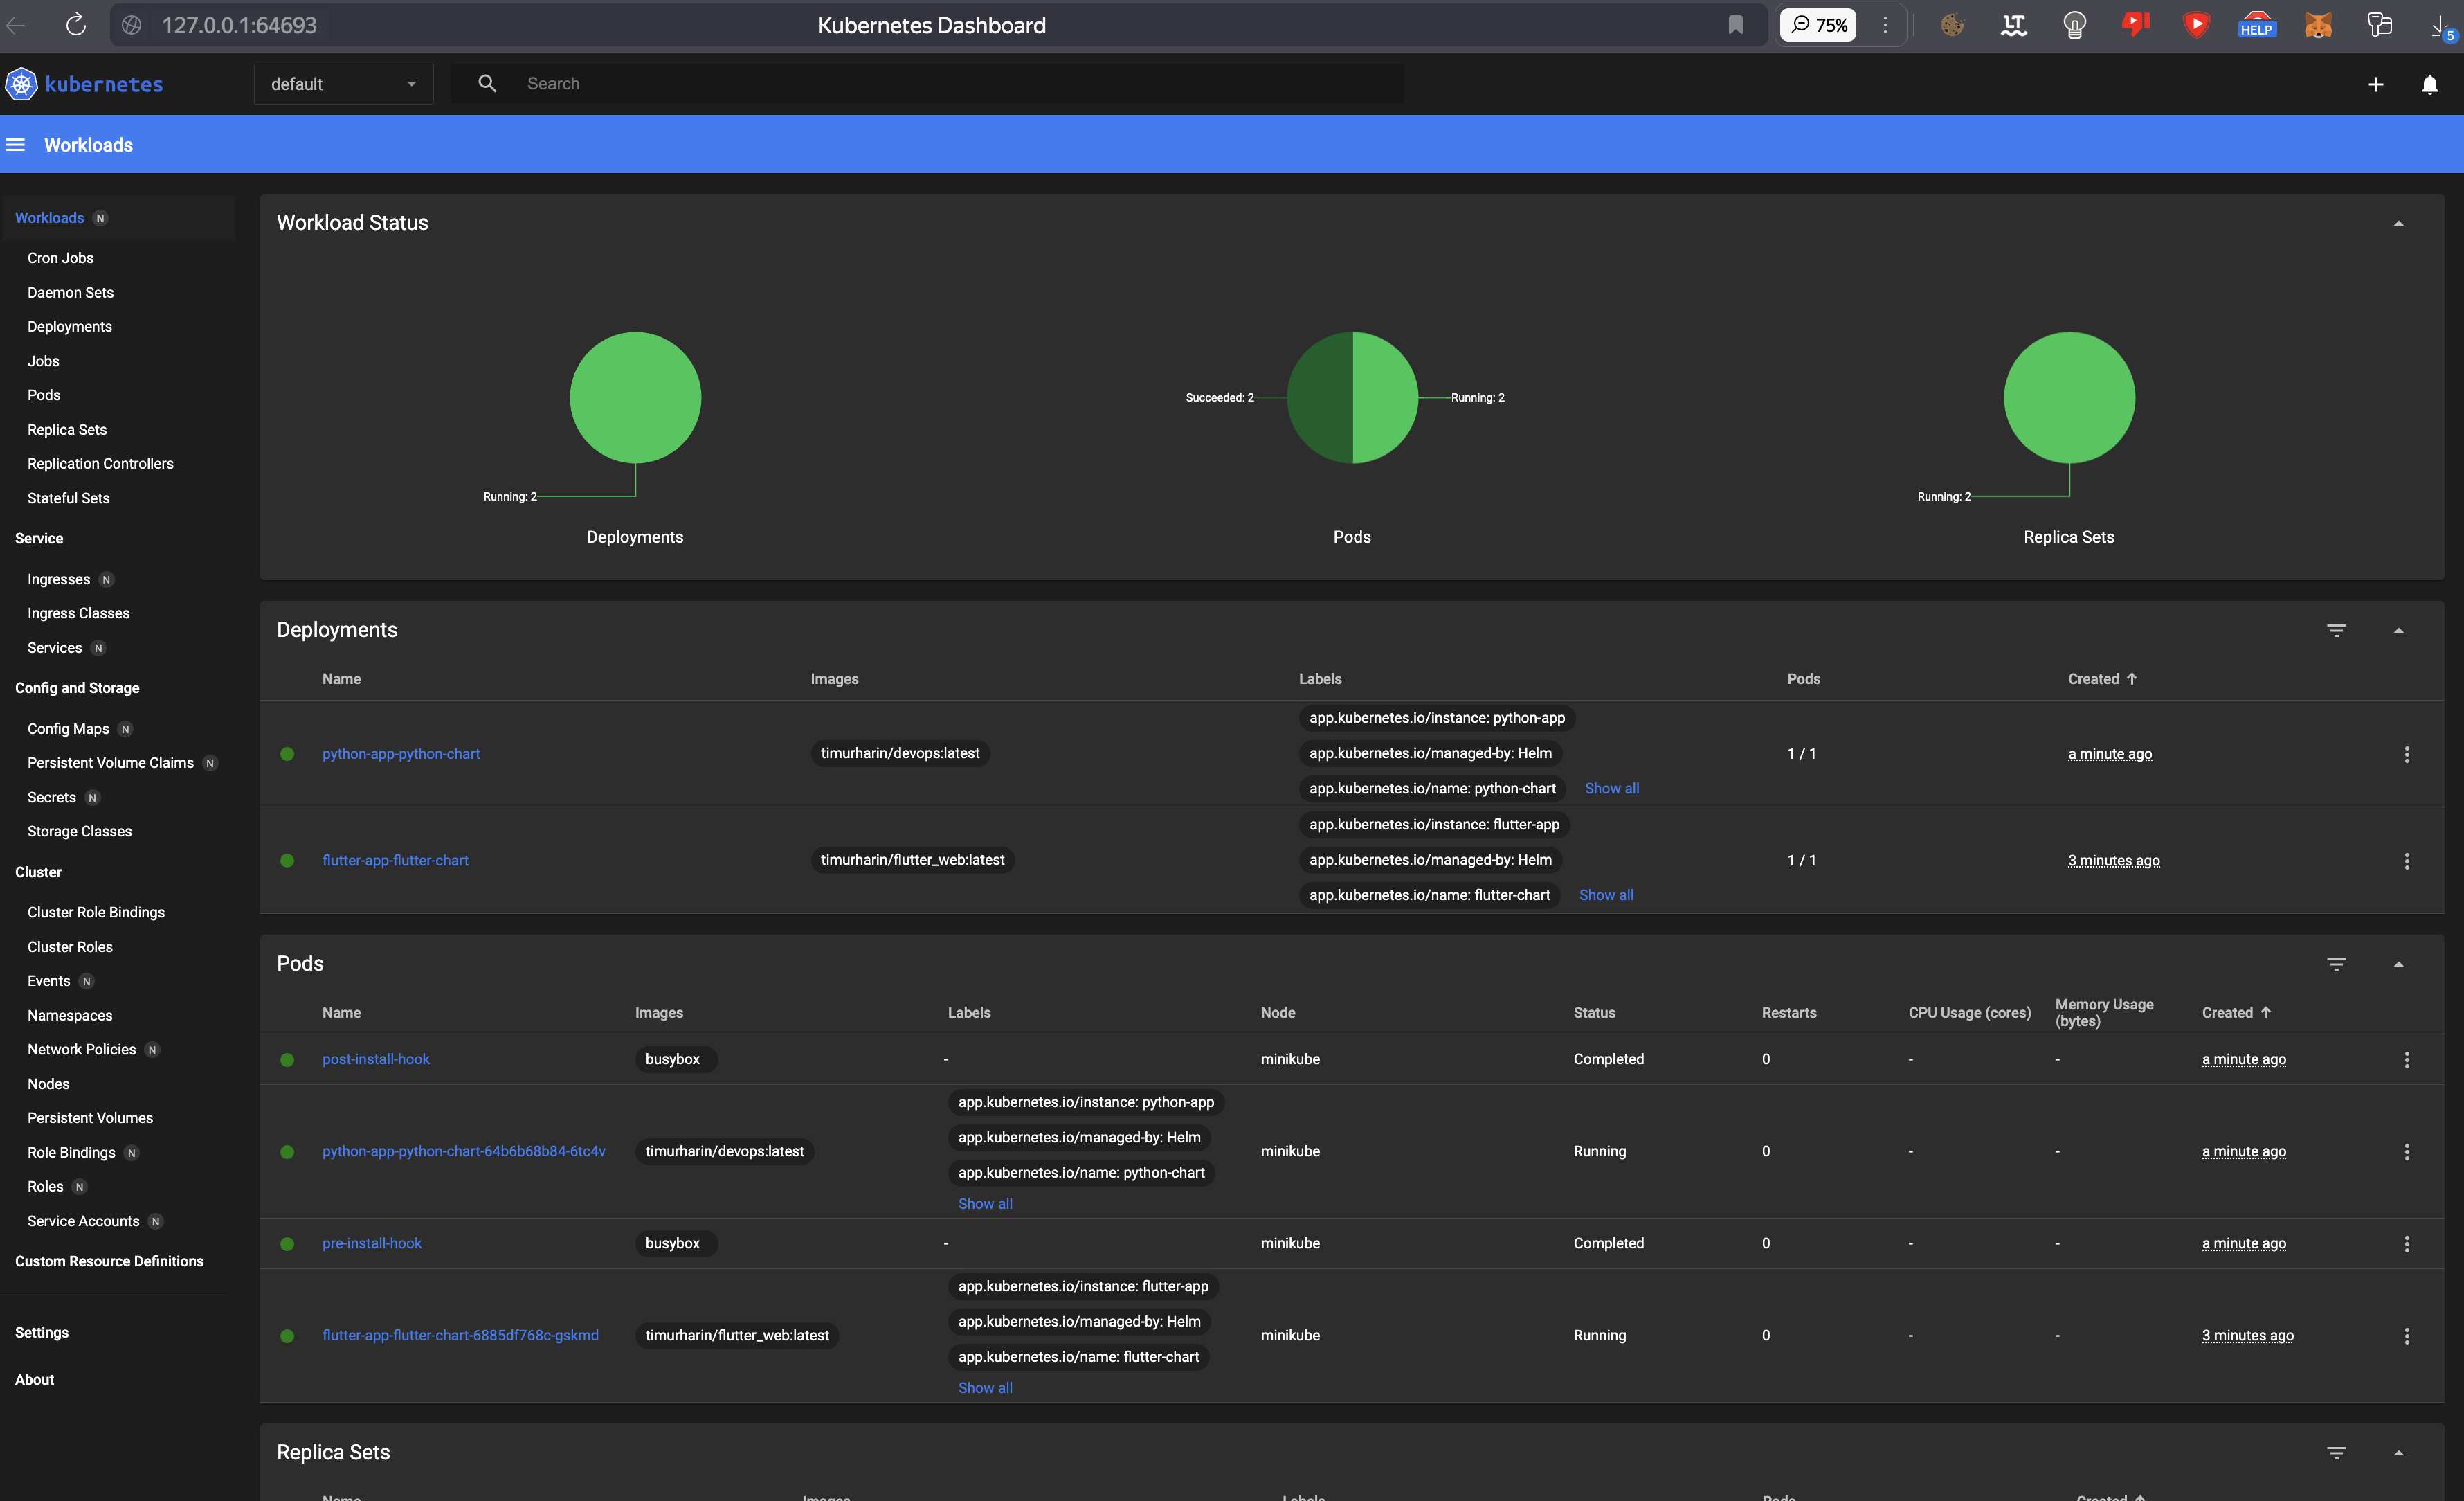 127.0.0.1:64693
Kubernetes Dashboard
75%
HELP
5
kubernetes
default
Search
Workloads
Workloads N
Cron Jobs
Daemon Sets
Deployments
Jobs
Pods
Replica Sets
Replication Controllers
Stateful Sets
Service
Ingresses N
Ingress Classes
Services N
Config and Storage
Config Maps N
Persistent Volume Claims N
Secrets N
Storage Classes
Cluster
Cluster Role Bindings
Cluster Roles
Events N
Namespaces
Network Policies N
Nodes
Persistent Volumes
Role Bindings N
Roles N
Service Accounts N
Custom Resource Definitions
Settings
About
Workload Status
Running: 2
Deployments
Succeeded: 2
Running: 2
Pods
Running: 2
Replica Sets
Deployments
Name Images Labels Pods Created
app.kubernetes.io/instance: python-app
python-app-python-chart timurharin/devops:latest app.kubernetes.io/managed-by: Helm 1 / 1 a minute ago
app.kubernetes.io/name: python-chart Show all
app.kubernetes.io/instance: flutter-app
flutter-app-flutter-chart timurharin/flutter_web:latest app.kubernetes.io/managed-by: Helm 1 / 1 3 minutes ago
app.kubernetes.io/name: flutter-chart Show all
Pods
Name Images Labels Node Status Restarts CPU Usage (cores) Memory Usage (bytes) Created
post-install-hook busybox - minikube Completed 0 - - a minute ago
app.kubernetes.io/instance: python-app
app.kubernetes.io/managed-by: Helm
python-app-python-chart-64b6b68b84-6tc4v timurharin/devops:latest minikube Running 0 - - a minute ago
app.kubernetes.io/name: python-chart
Show all
pre-install-hook busybox - minikube Completed 0 - - a minute ago
app.kubernetes.io/instance: flutter-app
app.kubernetes.io/managed-by: Helm
flutter-app-flutter-chart-6885df768c-gskmd timurharin/flutter_web:latest minikube Running 0 - - 3 minutes ago
app.kubernetes.io/name: flutter-chart
Show all
Replica Sets
Name Images Labels Pods Created